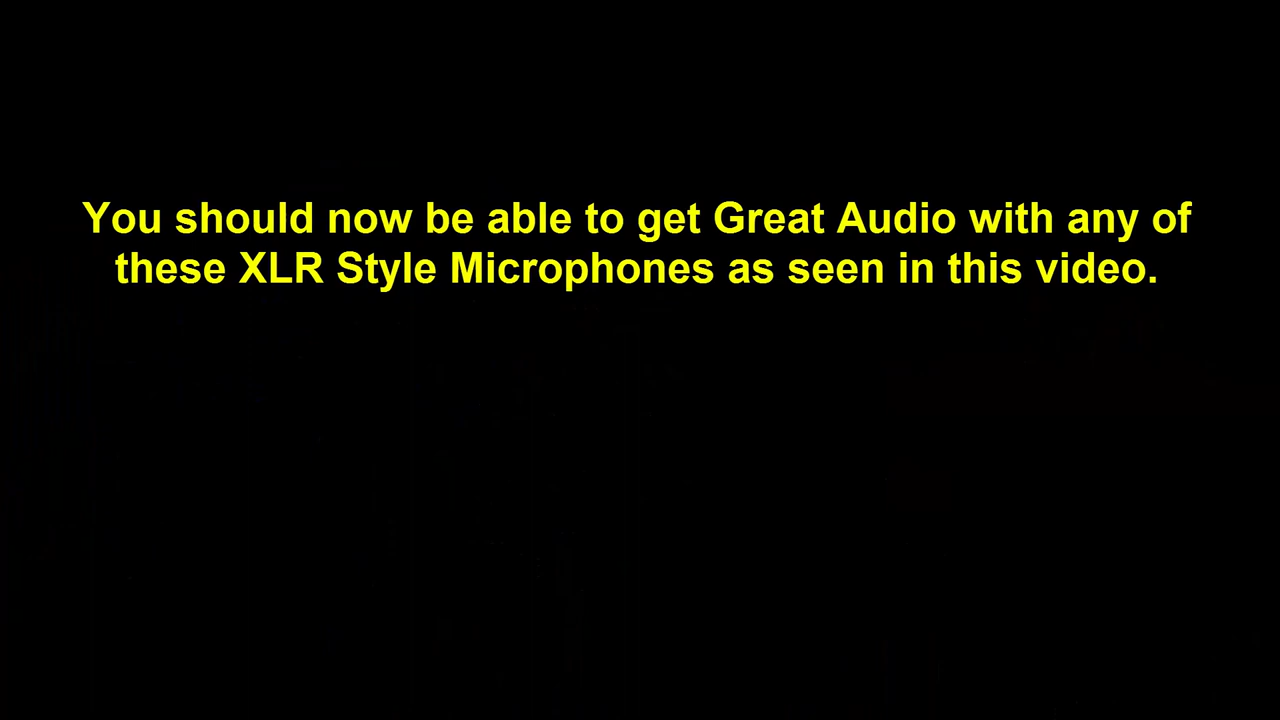 You should now be able to get Great Audio with any of
these XLR Style Microphones as seen in this video.